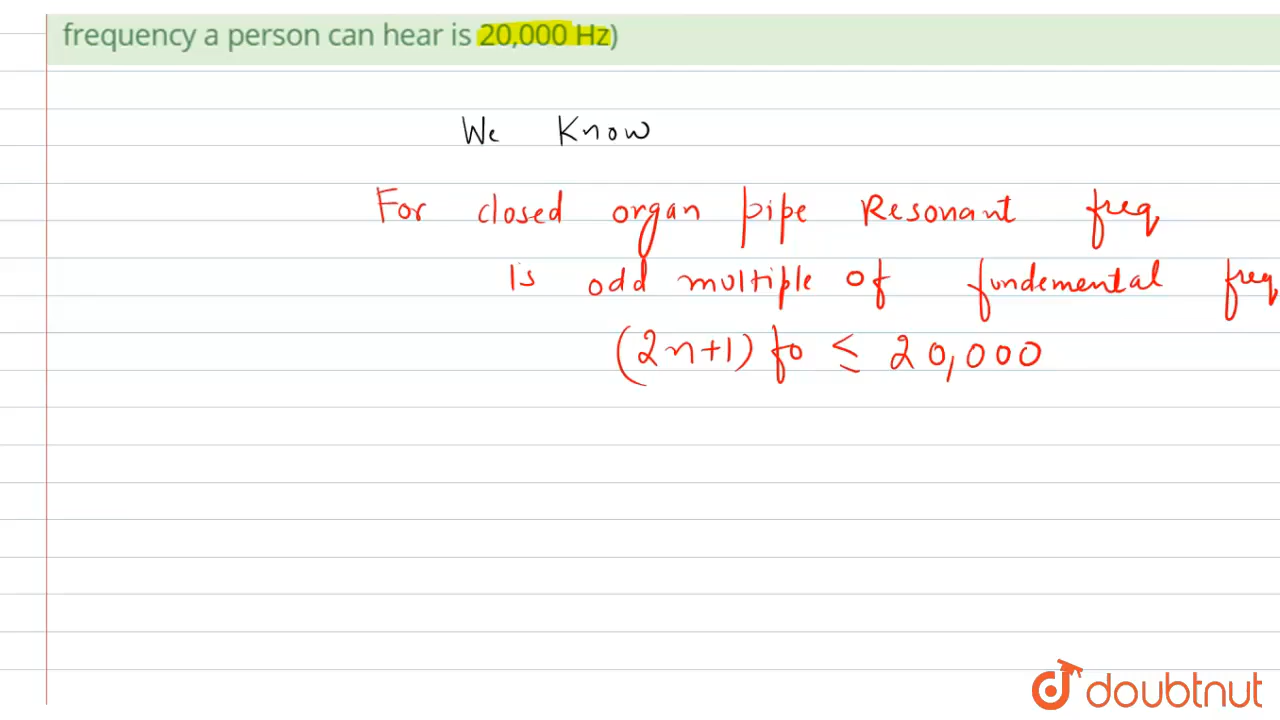 frequency a person can hear is 20,000 Hz)
We Know
For closed organ pipe Resonant freq
Is odd multiple of fundemental freq
(2n+1) fo ≤ 20,000
doubtnut